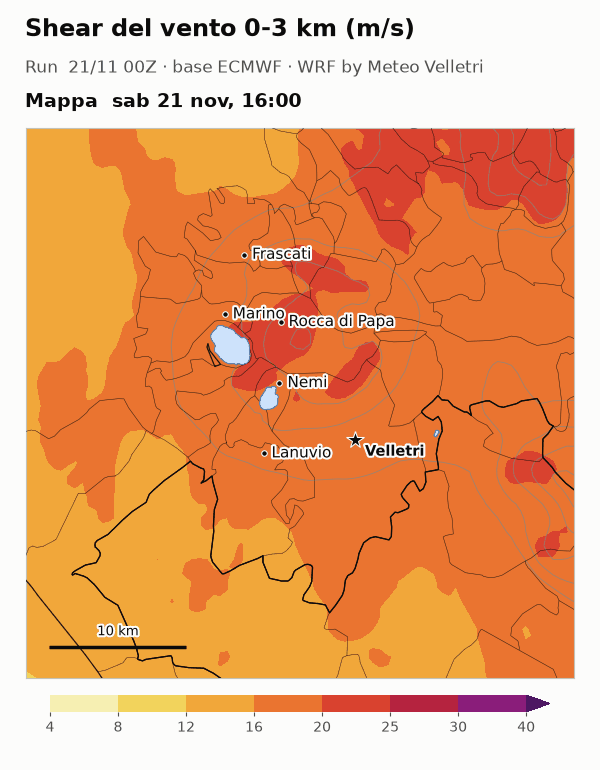 Shear del vento 0-3 km (m/s)
Run  21/11 00Z · base ECMWF · WRF by Meteo Velletri
Mappa  sab 21 nov, 16:00
Frascati
Marino
Rocca di Papa
Nemi
Velletri
Lanuvio
10 km
4 8 12 16 20 25 30 40